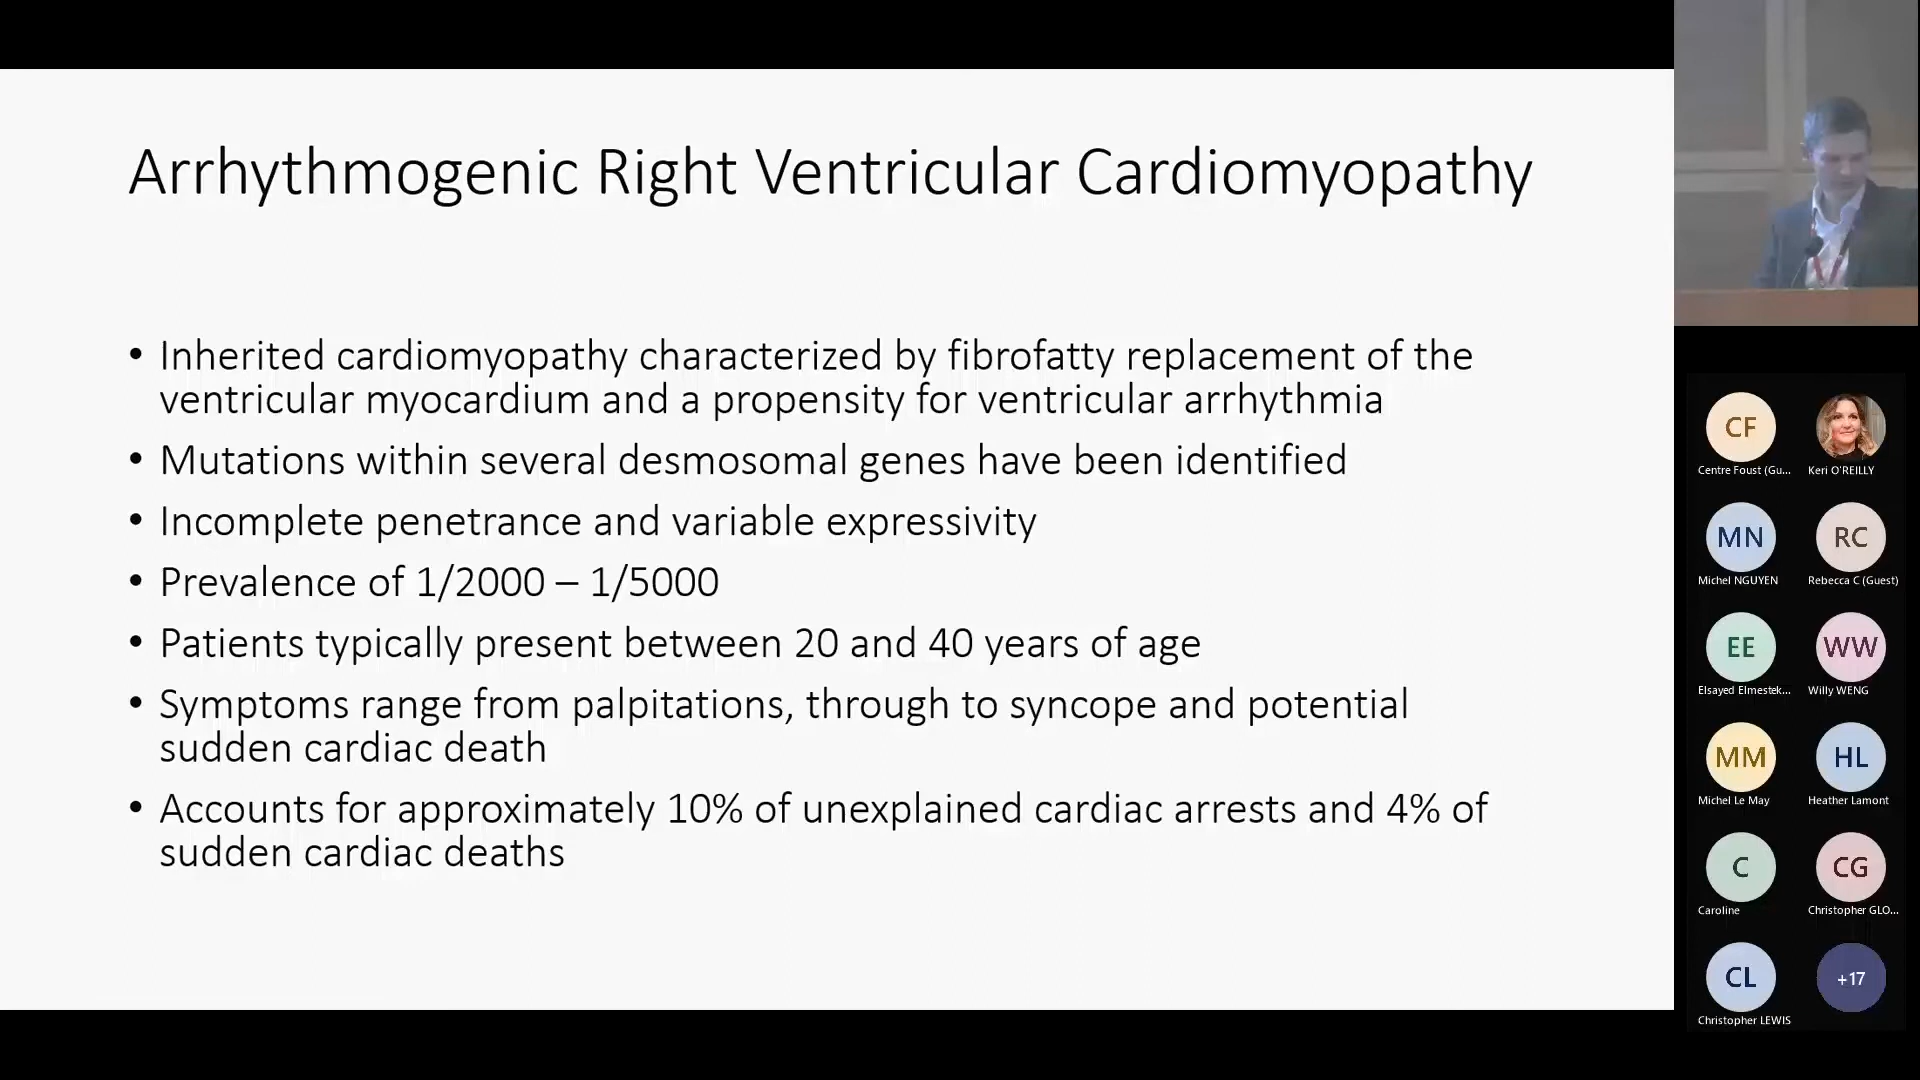 Arrhythmogenic Right Ventricular Cardiomyopathy
• Inherited cardiomyopathy characterized by fibrofatty replacement of the
ventricular myocardium and a propensity for ventricular arrhythmia
• Mutations within several desmosomal genes have been identified
• Incomplete penetrance and variable expressivity
• Prevalence of 1/2000 – 1/5000
• Patients typically present between 20 and 40 years of age
• Symptoms range from palpitations, through to syncope and potential
sudden cardiac death
• Accounts for approximately 10% of unexplained cardiac arrests and 4% of
sudden cardiac deaths
CF
Centre Foust (Gu...
Keri O'REILLY
MN
Michel NGUYEN
RC
Rebecca C (Guest)
EE
Elsayed Elmestek...
WW
Willy WENG
MM
Michel Le May
HL
Heather Lamont
C
Caroline
CG
Christopher GLO...
CL
Christopher LEWIS
+17